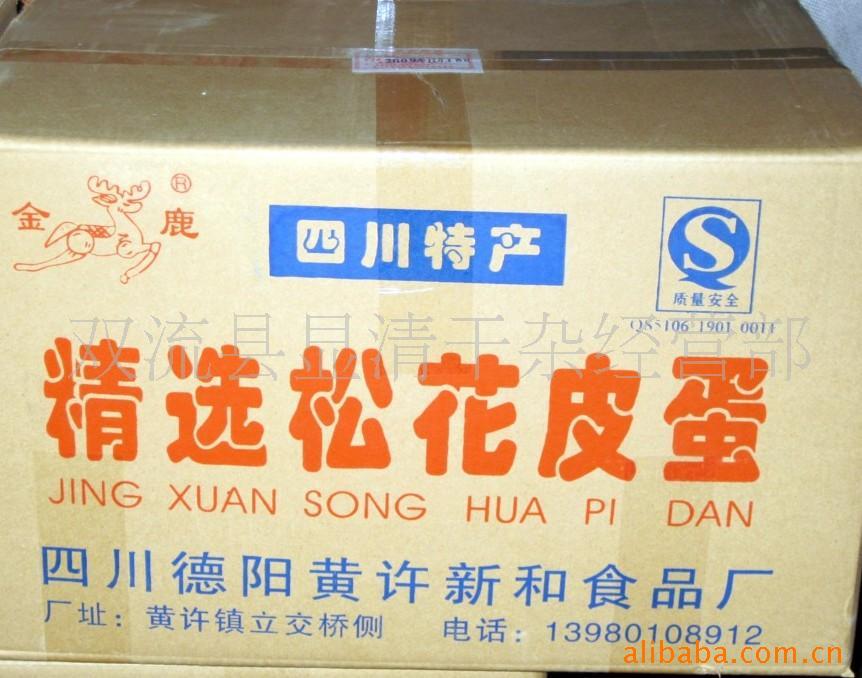 金鹿®
四川特产
质量安全
QS5106 1901 0011
双流县显清干杂经营部
精选松花皮蛋
JING XUAN SONG HUA PI DAN
四川德阳黄许新和食品厂
厂址：黄许镇立交桥侧 电话：13980108912
alibaba.com.cn